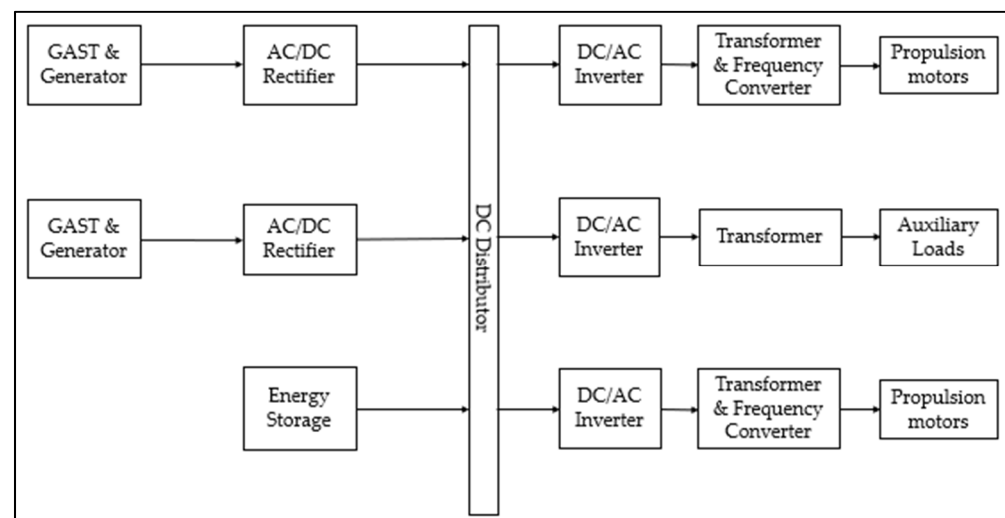 GAST &
Generator
AC/DC
Rectifier
DC/AC
Inverter
Transformer
& Frequency
Converter
Propulsion
motors
GAST &
Generator
AC/DC
Rectifier
DC Distributor
DC/AC
Inverter
Transformer
Auxiliary
Loads
Energy
Storage
DC/AC
Inverter
Transformer
& Frequency
Converter
Propulsion
motors